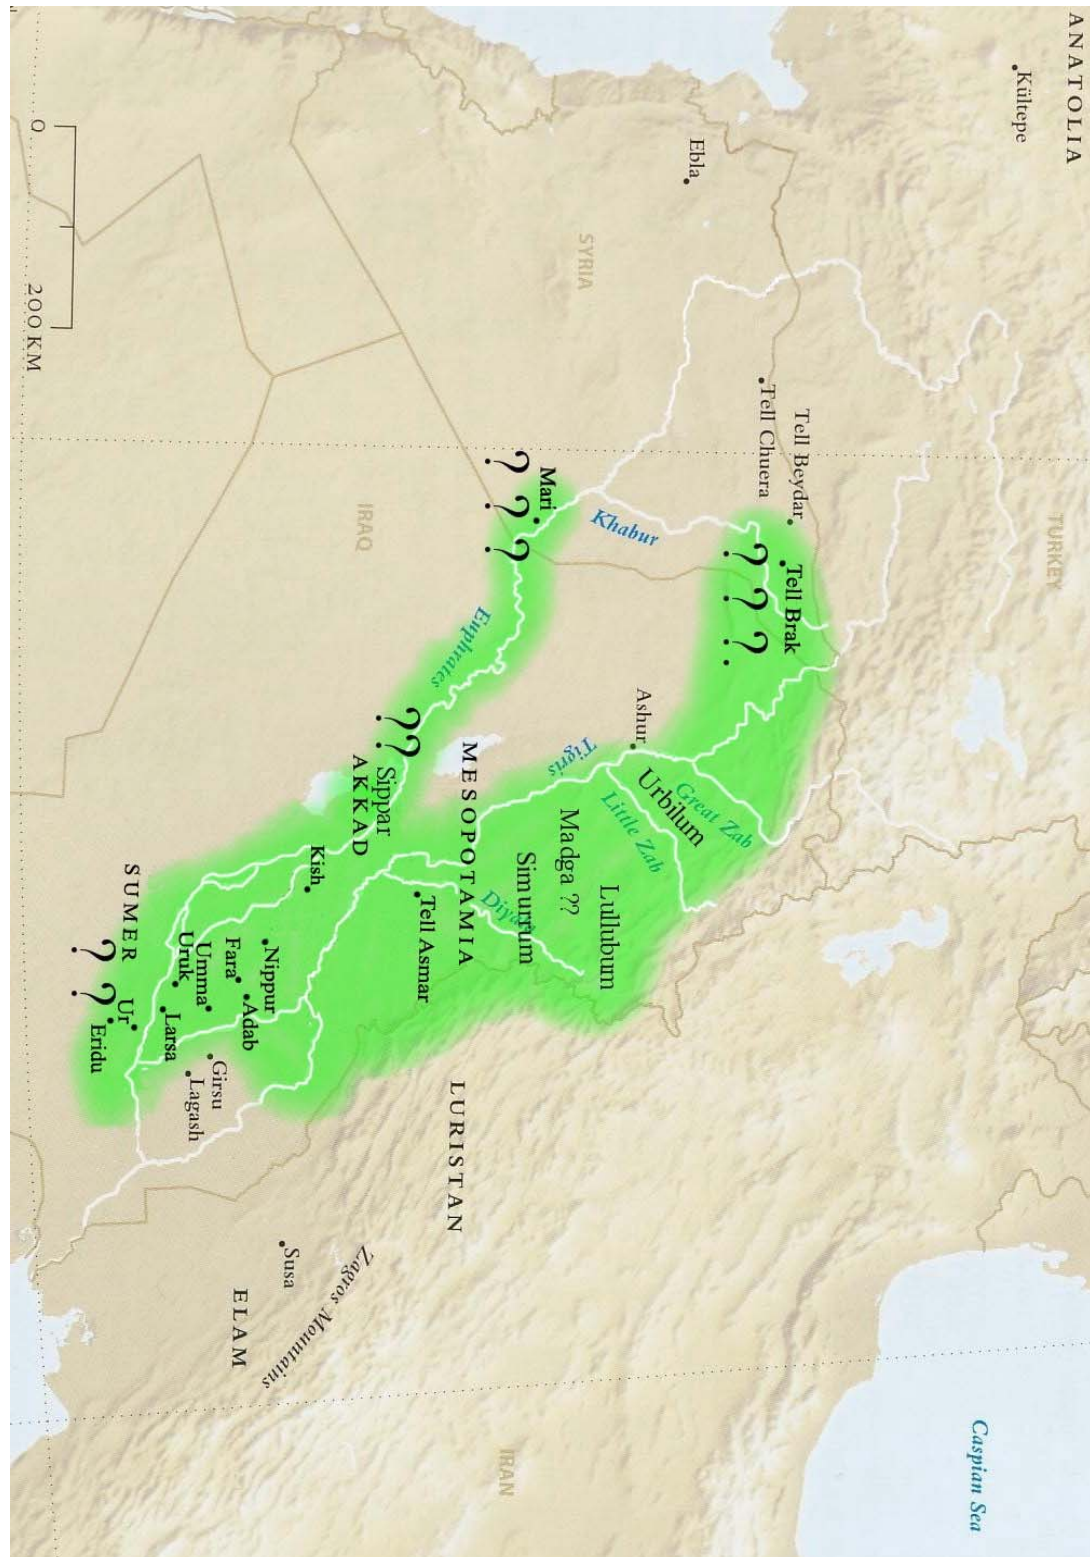 ANATOLIA
Kültepe
TURKEY
Caspian Sea
Ebla
SYRIA
Tell Chuera
Tell Beydar
Tell Brak
? ? ?
Khabur
Mari
? ? ?
Ashur
Urbilum
Great Zab
Little Zab
Tigris
Madga ??
Lullubum
Simurrum
Diyala
Euphrates
IRAQ
MESOPOTAMIA
? ?
Sippar
AKKAD
Tell Asmar
Kish
LURISTAN
IRAN
Zagros Mountains
Nippur
Adab
Fara
Umma
Uruk
Larsa
Girsu
Lagash
SUMER
? ?
Ur
Eridu
Susa
ELAM
0
200 KM